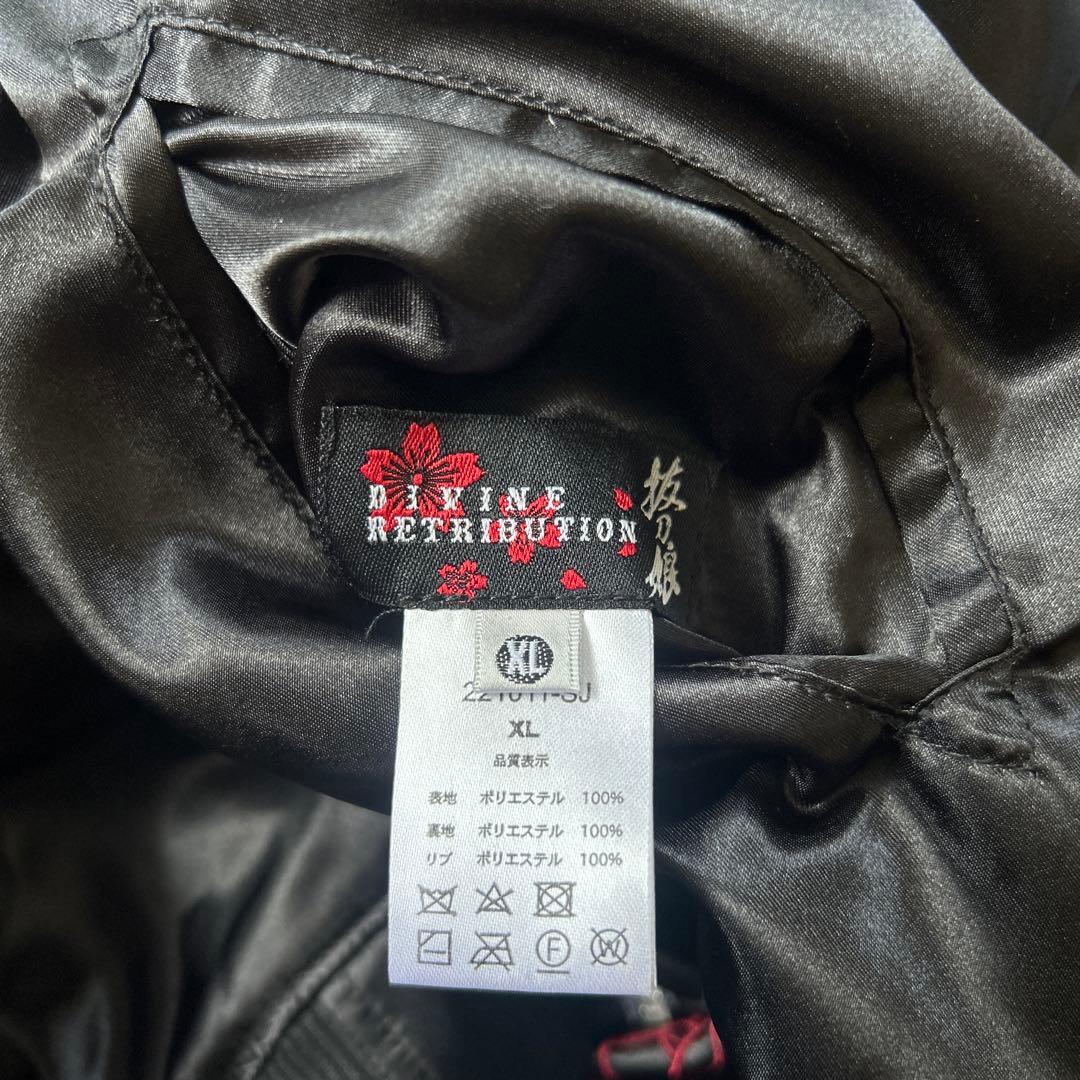 DIVINE
RETRIBUTION
抜刀娘
XL
XL
品質表示
表地 ポリエステル 100%
裏地 ポリエステル 100%
リブ ポリエステル 100%
F W